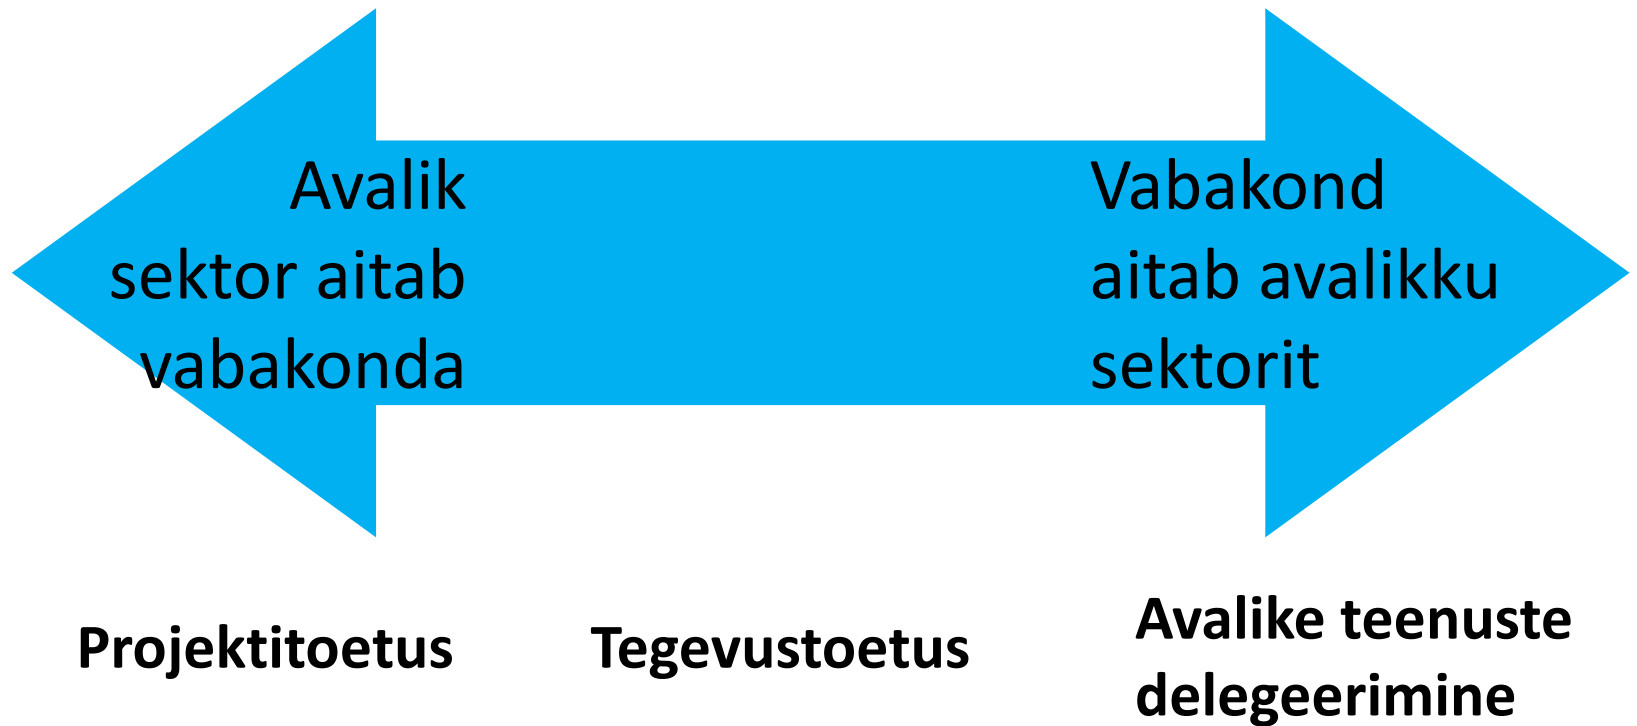 Avalik
sektor aitab
vabakonda
Vabakond
aitab avalikku
sektorit
Projektitoetus
Tegevustoetus
Avalike teenuste
delegeerimine